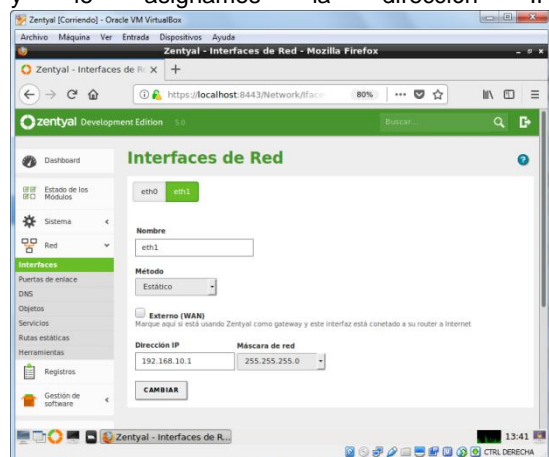 y le asignamos la dirección IP
Zentyal [Corriendo] - Oracle VM VirtualBox
Archivo Máquina Ver Entrada Dispositivos Ayuda
Zentyal - Interfaces de Red - Mozilla Firefox
Zentyal - Interfaces de R
https://localhost:8443/Network/Iface
80%
zentyal Development Edition 5.0
Buscar...
Dashboard
Interfaces de Red
Estado de los
Módulos
Sistema
Red
Interfaces
Puertas de enlace
DNS
Objetos
Servicios
Rutas estáticas
Herramientas
Registros
Gestión de
software
eth0 eth1
Nombre
eth1
Método
Estático
Externo (WAN)
Marque aquí si está usando Zentyal como gateway y este interfaz está conetado a su router a Internet
Dirección IP Máscara de red
192.168.10.1 255.255.255.0
CAMBIAR
Zentyal - Interfaces de R...
13:41
CTRL DERECHA